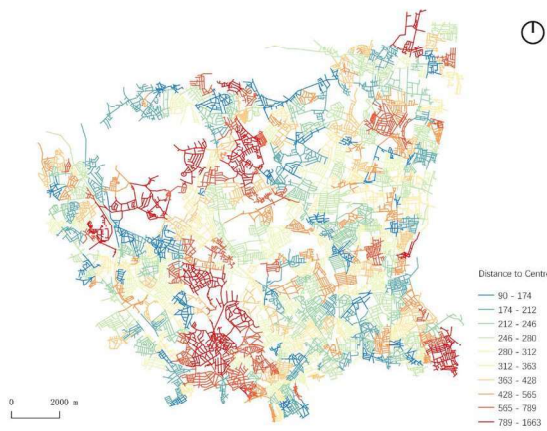 Distance to Centre
90 - 174
174 - 212
212 - 246
246 - 280
280 - 312
312 - 363
363 - 428
428 - 565
565 - 789
789 - 1663
0 2000 m